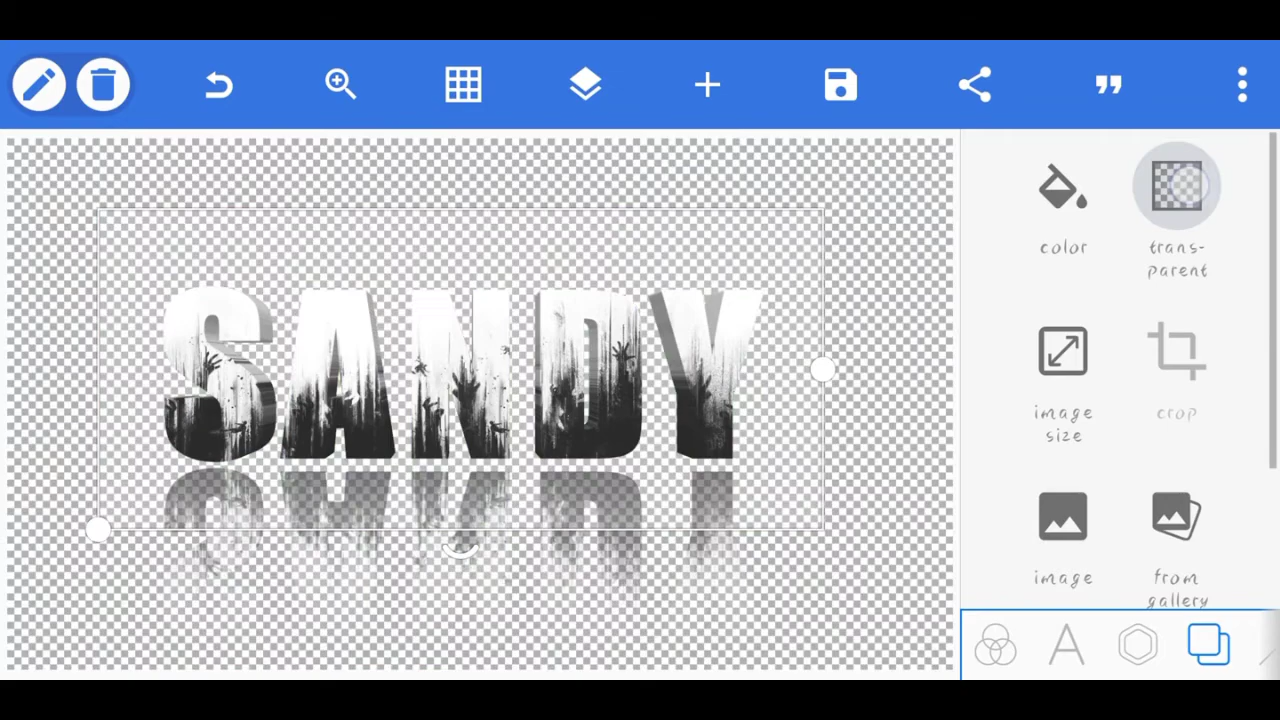 color
trans-
parent
SANDY
image
size
crop
image
from
gallery